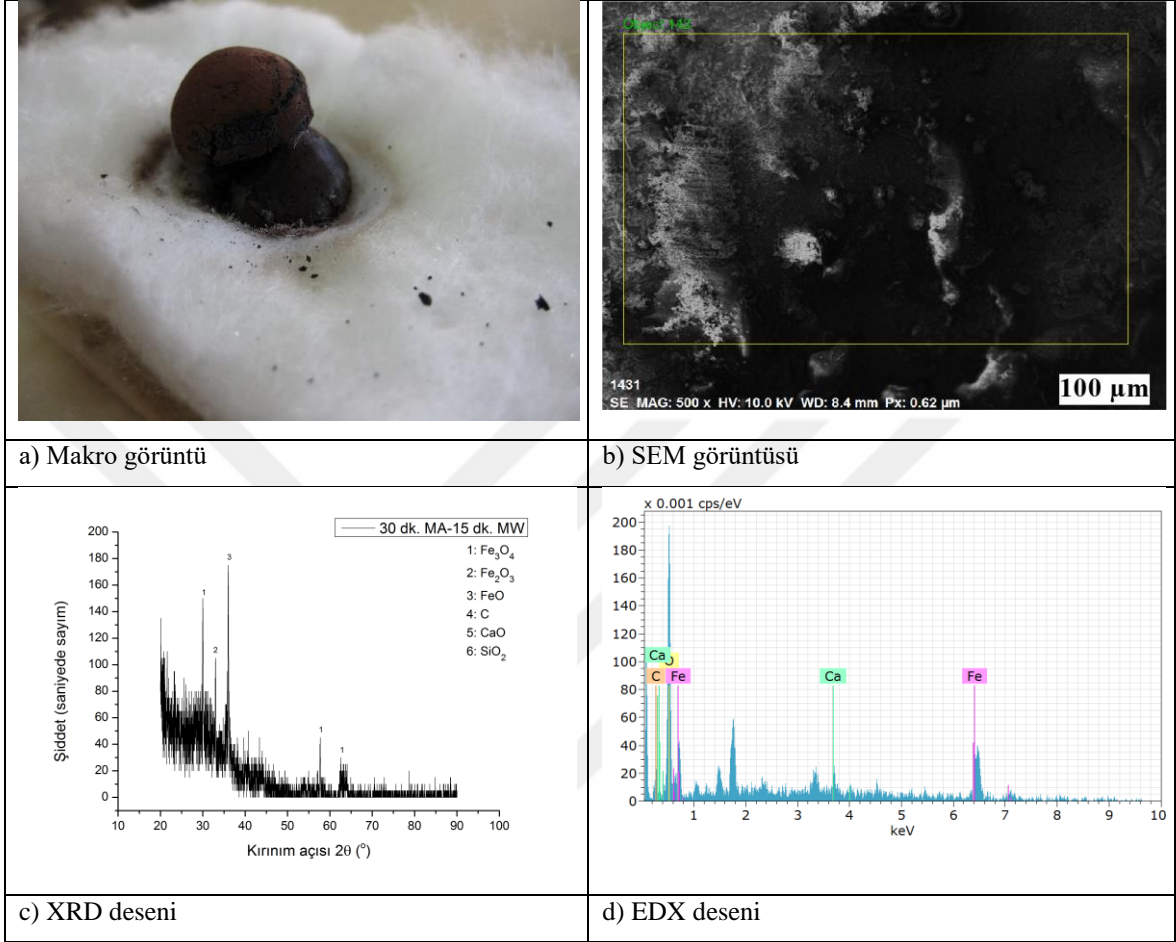 Object 142
1431
SE MAG: 500 x HV: 10.0 kV WD: 8.4 mm Px: 0.62 µm
100 µm
a) Makro görüntü
b) SEM görüntüsü
30 dk. MA-15 dk. MW
1: Fe₃O₄
2: Fe₂O₃
3: FeO
4: C
5: CaO
6: SiO₂
200
180
160
140
120
100
80
60
40
20
0
1
2
3
1
1
10 20 30 40 50 60 70 80 90 100
Şiddet (saniyede sayım)
Kırınım açısı 2θ (°)
x 0.001 cps/eV
200
180
160
140
120
100
80
60
40
20
0
Ca
C
Fe
Ca
Fe
1 2 3 4 5 6 7 8 9 10
keV
c) XRD deseni
d) EDX deseni